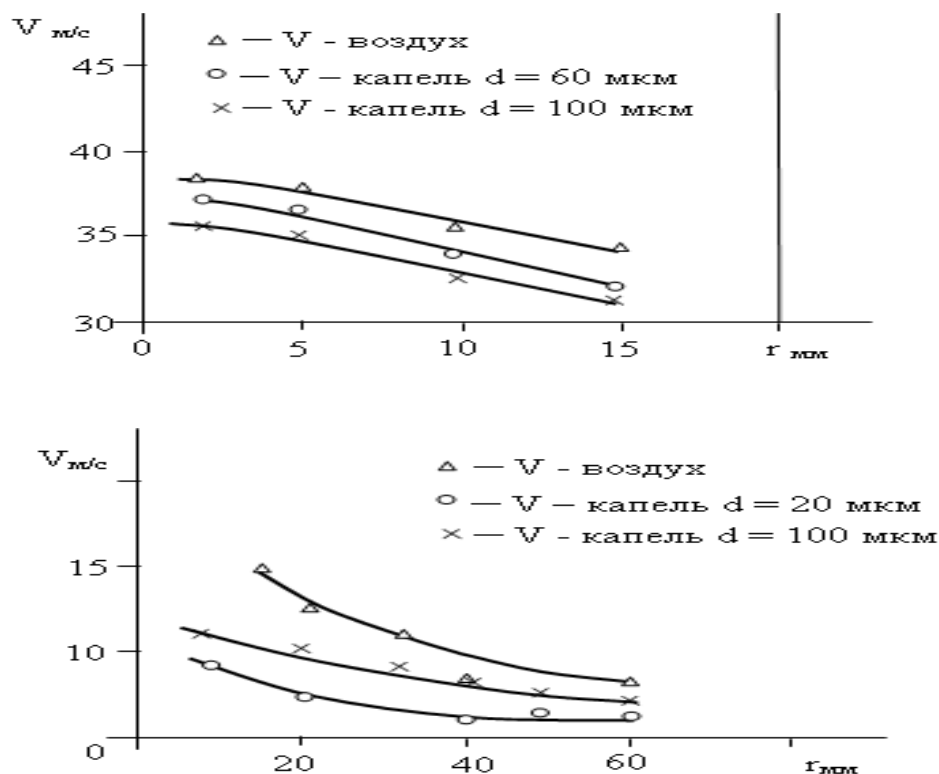 V м/с
△ — V - воздух
○ — V – капель d = 60 мкм
× — V - капель d = 100 мкм
45
40
35
30
0 5 10 15 r мм
V м/с
△ — V - воздух
○ — V – капель d = 20 мкм
× — V - капель d = 100 мкм
15
10
0
20 40 60 r мм